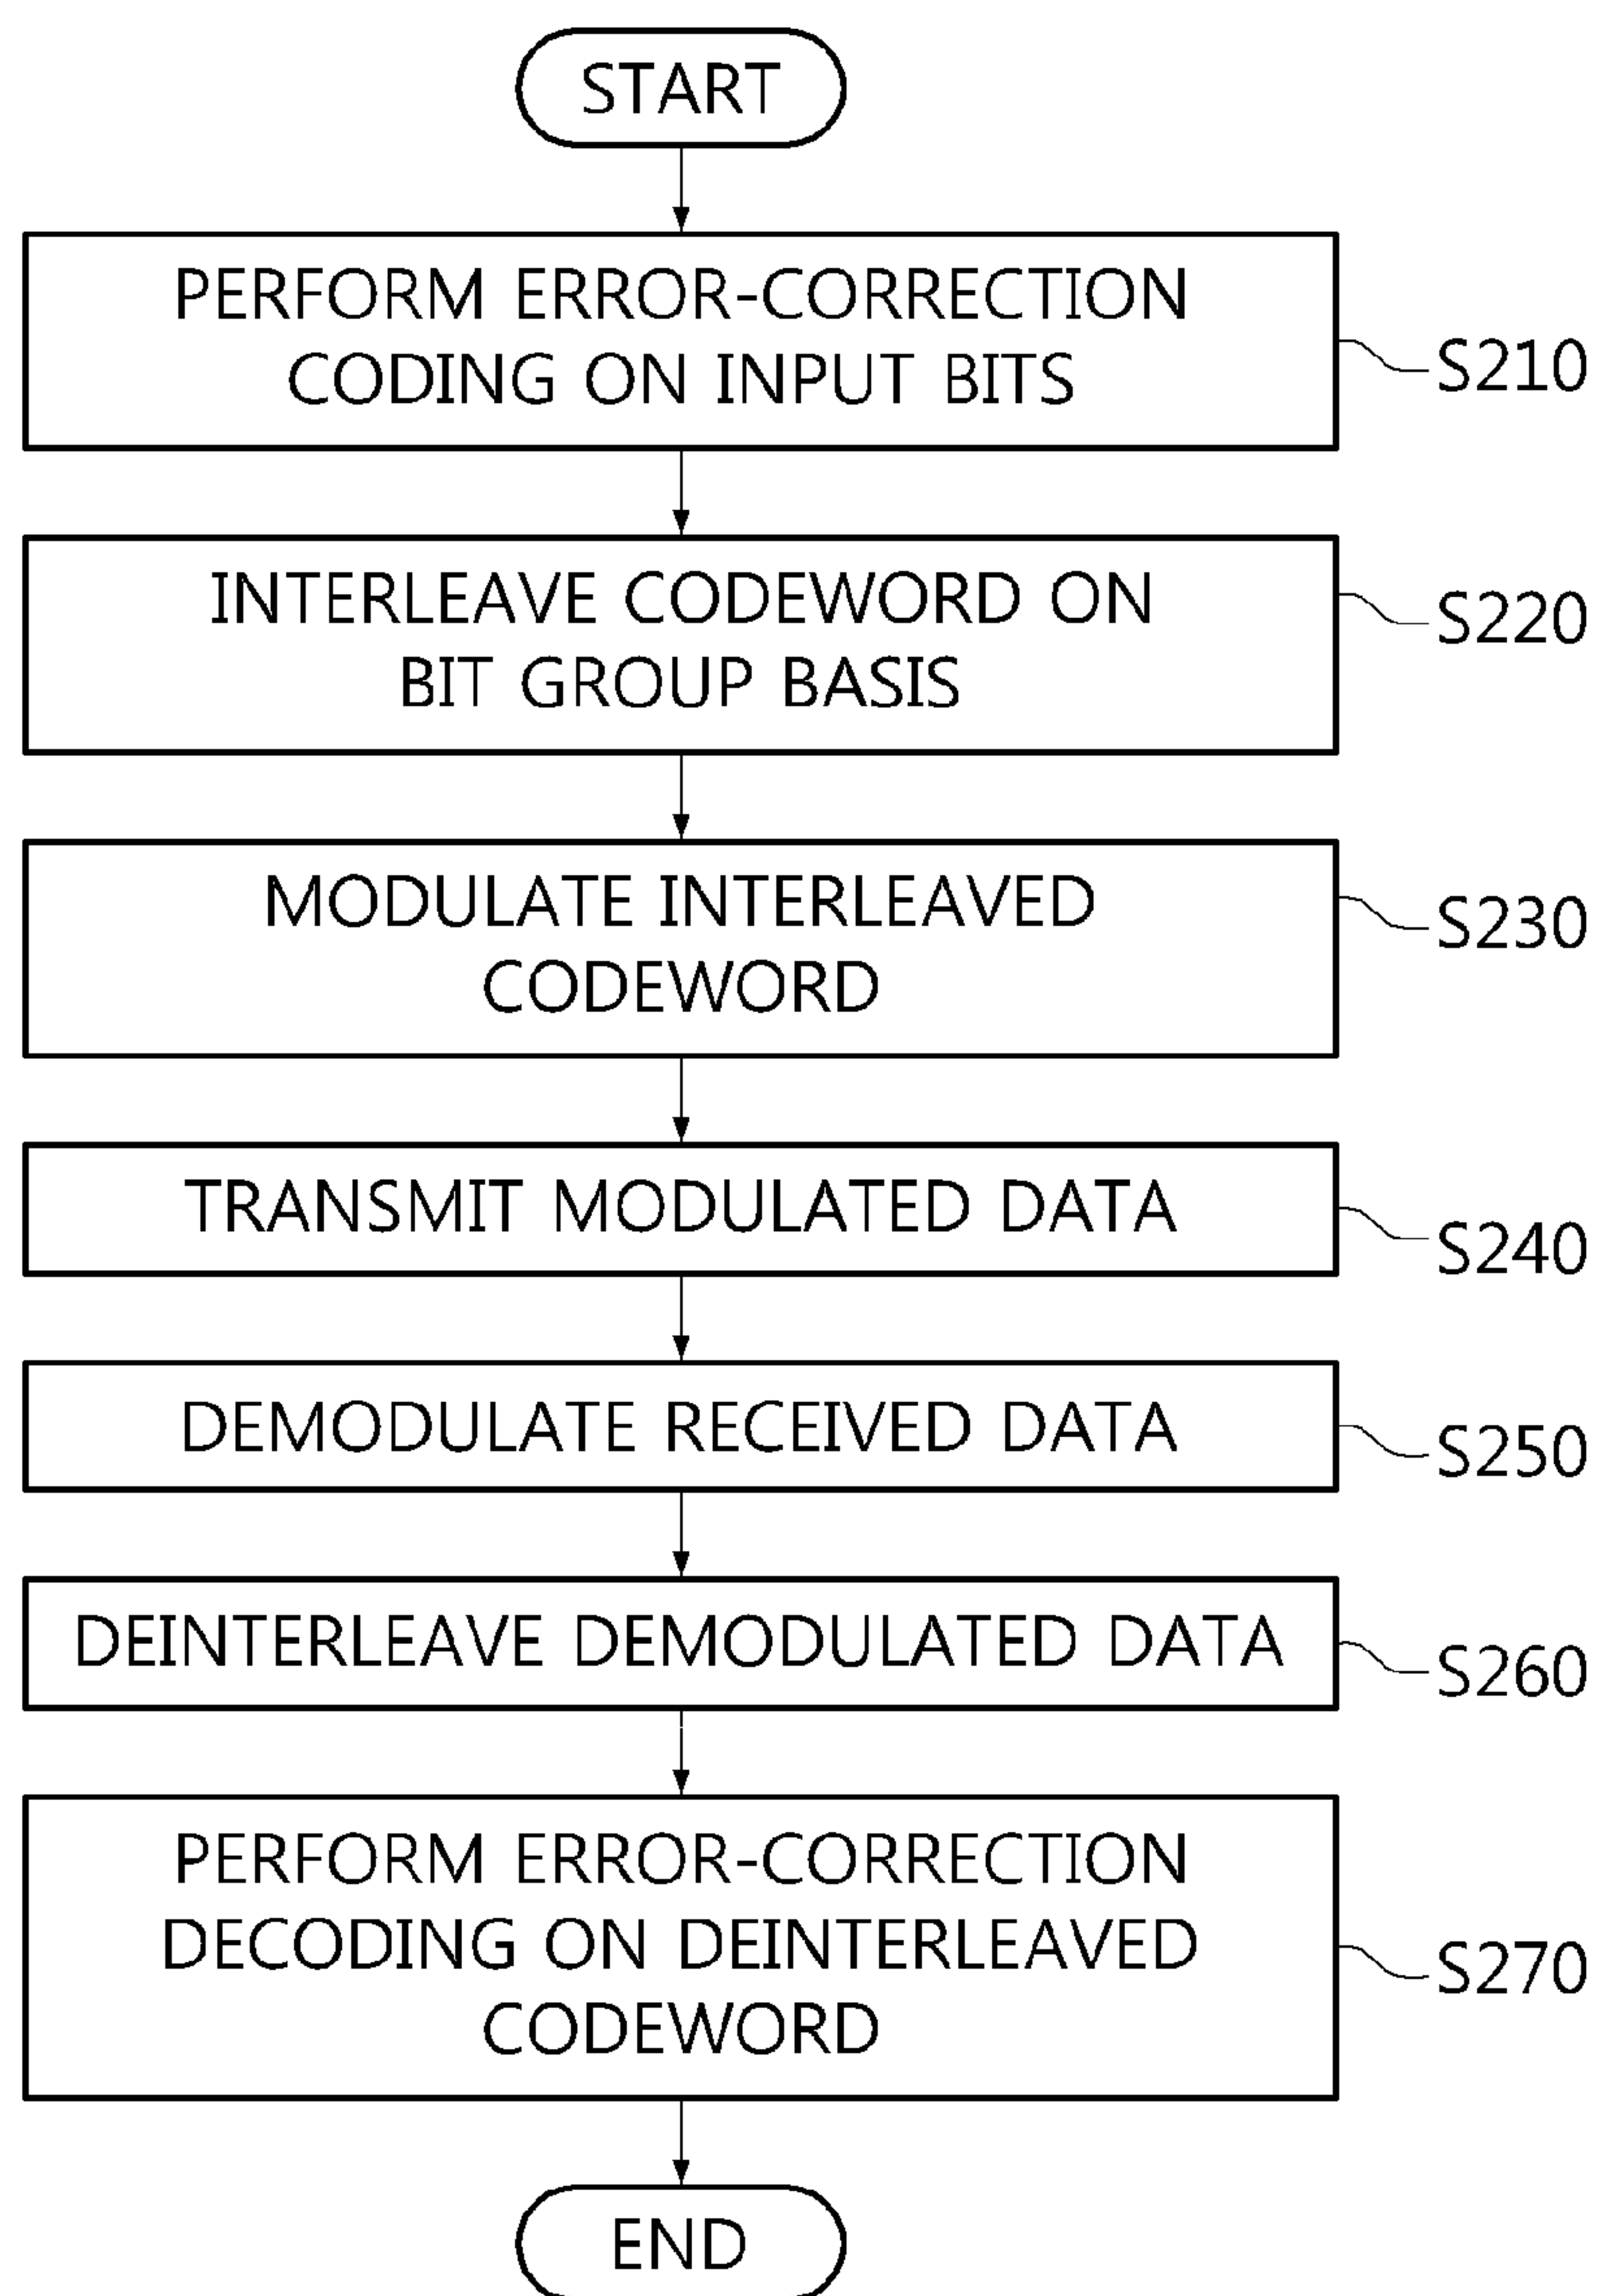 START
PERFORM ERROR-CORRECTION
CODING ON INPUT BITS
S210
INTERLEAVE CODEWORD ON
BIT GROUP BASIS
S220
MODULATE INTERLEAVED
CODEWORD
S230
TRANSMIT MODULATED DATA
S240
DEMODULATE RECEIVED DATA
S250
DEINTERLEAVE DEMODULATED DATA
S260
PERFORM ERROR-CORRECTION
DECODING ON DEINTERLEAVED
CODEWORD
S270
END